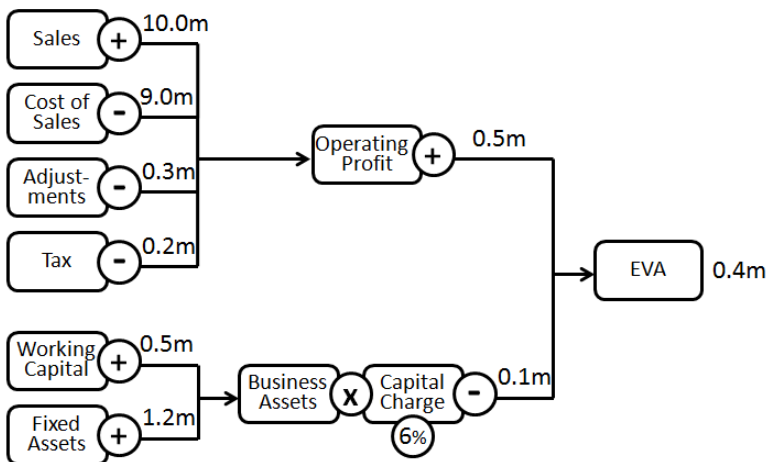 Sales
+
10.0m
Cost of
Sales
-
9.0m
Adjust-
ments
-
0.3m
Tax
-
0.2m
Operating
Profit
+
0.5m
EVA
0.4m
Working
Capital
+
0.5m
Fixed
Assets
+
1.2m
Business
Assets
x
Capital
Charge
6%
-
0.1m